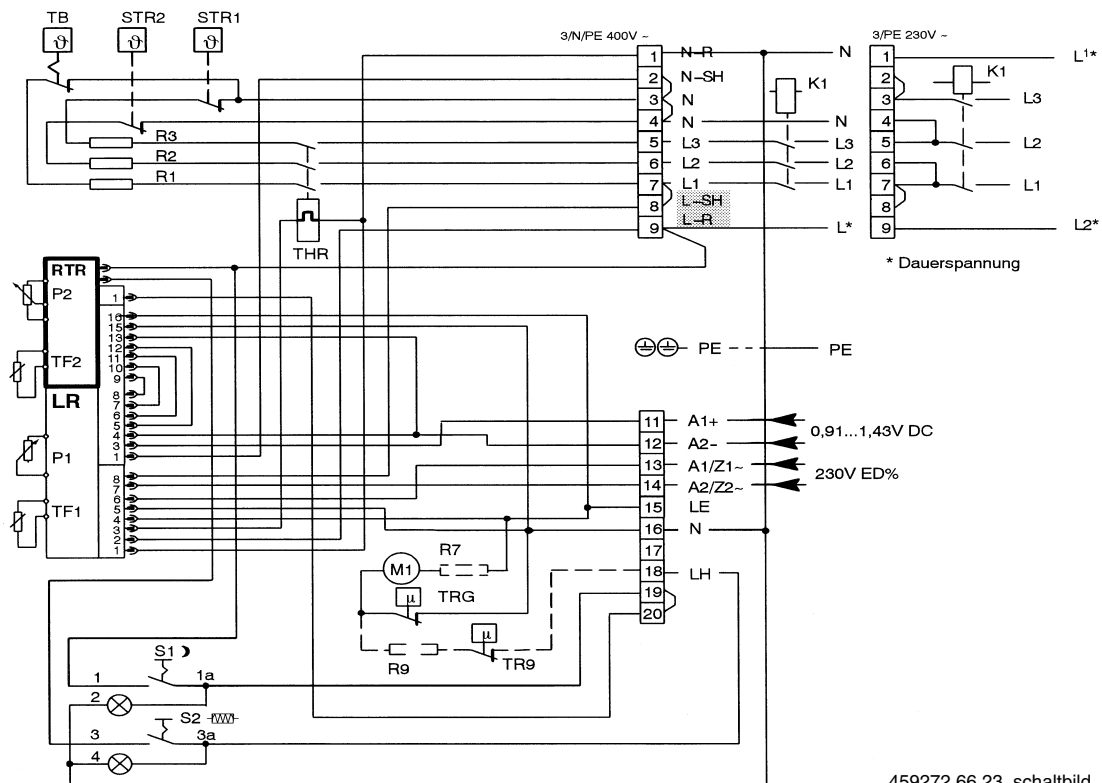 TB STR2 STR1
ϑ ϑ ϑ
3/N/PE 400V ~
3/PE 230V ~
1 N-R N
2 N-SH
3 N
4 N N
5 L3 L3
6 L2 L2
7 L1 L1
8 L-SH
9 L-R L*
K1
1 L1*
2
3 L3
4
5 L2
6
7 L1
8
9 L2*
K1
* Dauerspannung
R3
R2
R1
THR
RTR
P2
TF2
LR
P1
TF1
1
16
15
13
12
11
10
9
8
7
6
5
4
3
1
8
7
6
5
4
3
2
1
PE PE
11 A1+
12 A2-
0,91...1,43V DC
13 A1/Z1~
14 A2/Z2~
230V ED%
15 LE
16 N
17
18 LH
19
20
M1 R7
μ TRG
R9 μ TR9
S1
1 1a
2
S2
3 3a
4
459272.66.23 schaltbild